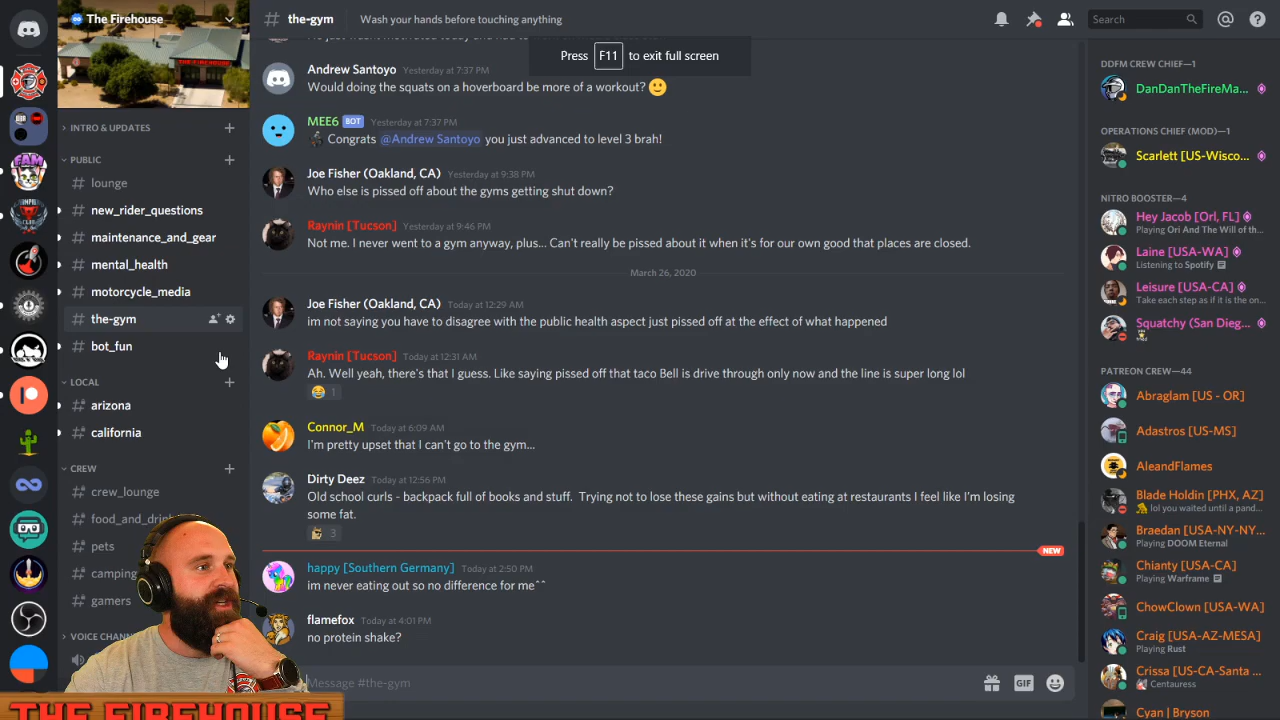 The Firehouse
THE FIREHOUSE
INTRO & UPDATES
PUBLIC
lounge
new_rider_questions
maintenance_and_gear
mental_health
motorcycle_media
the-gym
bot_fun
LOCAL
arizona
california
CREW
crew_lounge
food_and_drin
pets
camping
gamers
VOICE CHANN
the-gym
Wash your hands before touching anything
Search
Press F11 to exit full screen
Andrew Santoyo Yesterday at 7:37 PM
Would doing the squats on a hoverboard be more of a workout?
MEE6 BOT Yesterday at 7:37 PM
Congrats @Andrew Santoyo you just advanced to level 3 brah!
Joe Fisher (Oakland, CA) Yesterday at 9:38 PM
Who else is pissed off about the gyms getting shut down?
Raynin [Tucson] Yesterday at 9:46 PM
Not me. I never went to a gym anyway, plus... Can't really be pissed about it when it's for our own good that places are closed.
March 26, 2020
Joe Fisher (Oakland, CA) Today at 12:29 AM
im not saying you have to disagree with the public health aspect just pissed off at the effect of what happened
Raynin [Tucson] Today at 12:31 AM
Ah. Well yeah, there's that I guess. Like saying pissed off that taco Bell is drive through only now and the line is super long lol
1
Connor_M Today at 6:09 AM
I'm pretty upset that I can't go to the gym...
Dirty Deez Today at 12:56 PM
Old school curls - backpack full of books and stuff. Trying not to lose these gains but without eating at restaurants I feel like I'm losing
some fat.
3
NEW
happy [Southern Germany] Today at 2:50 PM
im never eating out so no difference for me^^
flamefox Today at 4:01 PM
no protein shake?
Message #the-gym
GIF
DDFM CREW CHIEF—1
DanDanTheFireMa...
OPERATIONS CHIEF (MOD)—1
Scarlett [US-Wisco...
NITRO BOOSTER—4
Hey Jacob [Orl, FL]
Playing Ori And The Will of th...
Laine [USA-WA]
Listening to Spotify
Leisure [USA-CA]
Take each step as if it is the on...
Squatchy (San Dieg...
PATREON CREW—44
Abraglam [US - OR]
Adastros [US-MS]
AleandFlames
Blade Holdin [PHX, AZ]
lol you waited until a pand...
Braedan [USA-NY-NY...
Playing DOOM Eternal
Chianty [USA-CA]
Playing Warframe
ChowClown [USA-WA]
Craig [USA-AZ-MESA]
Playing Rust
Crissa [US-CA-Santa ...
Centauress
Cyan | Bryson
THE FIREHOUSE